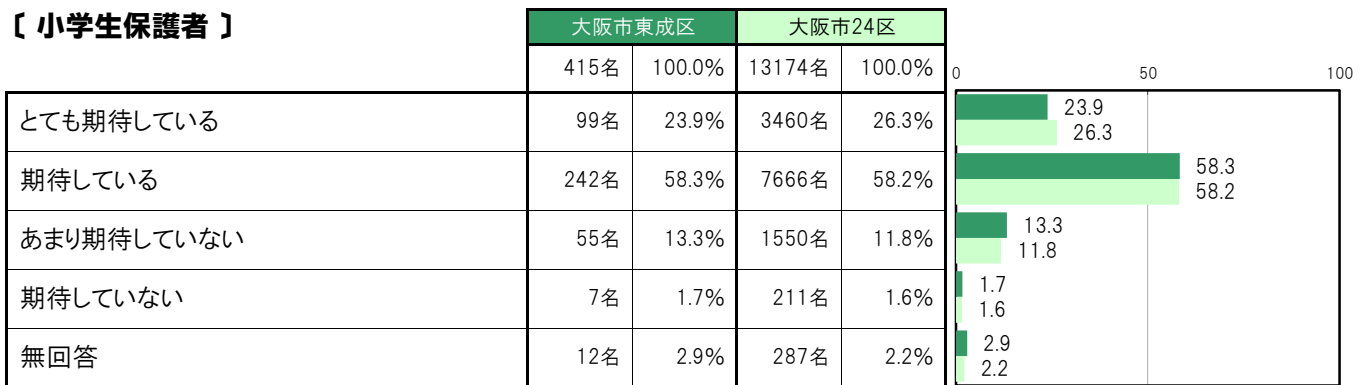 〔 小学生保護者 〕
大阪市東成区 大阪市24区
415名 100.0% 13174名 100.0%
0 50 100
とても期待している 99名 23.9% 3460名 26.3%
23.9
26.3
期待している 242名 58.3% 7666名 58.2%
58.3
58.2
あまり期待していない 55名 13.3% 1550名 11.8%
13.3
11.8
期待していない 7名 1.7% 211名 1.6%
1.7
1.6
無回答 12名 2.9% 287名 2.2%
2.9
2.2